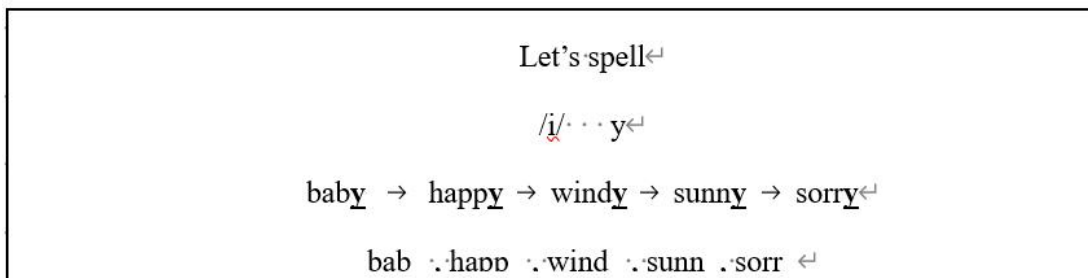 Let's spell
/i/ y
baby → happy → windy → sunny → sorry
bab happ wind sunn sorr